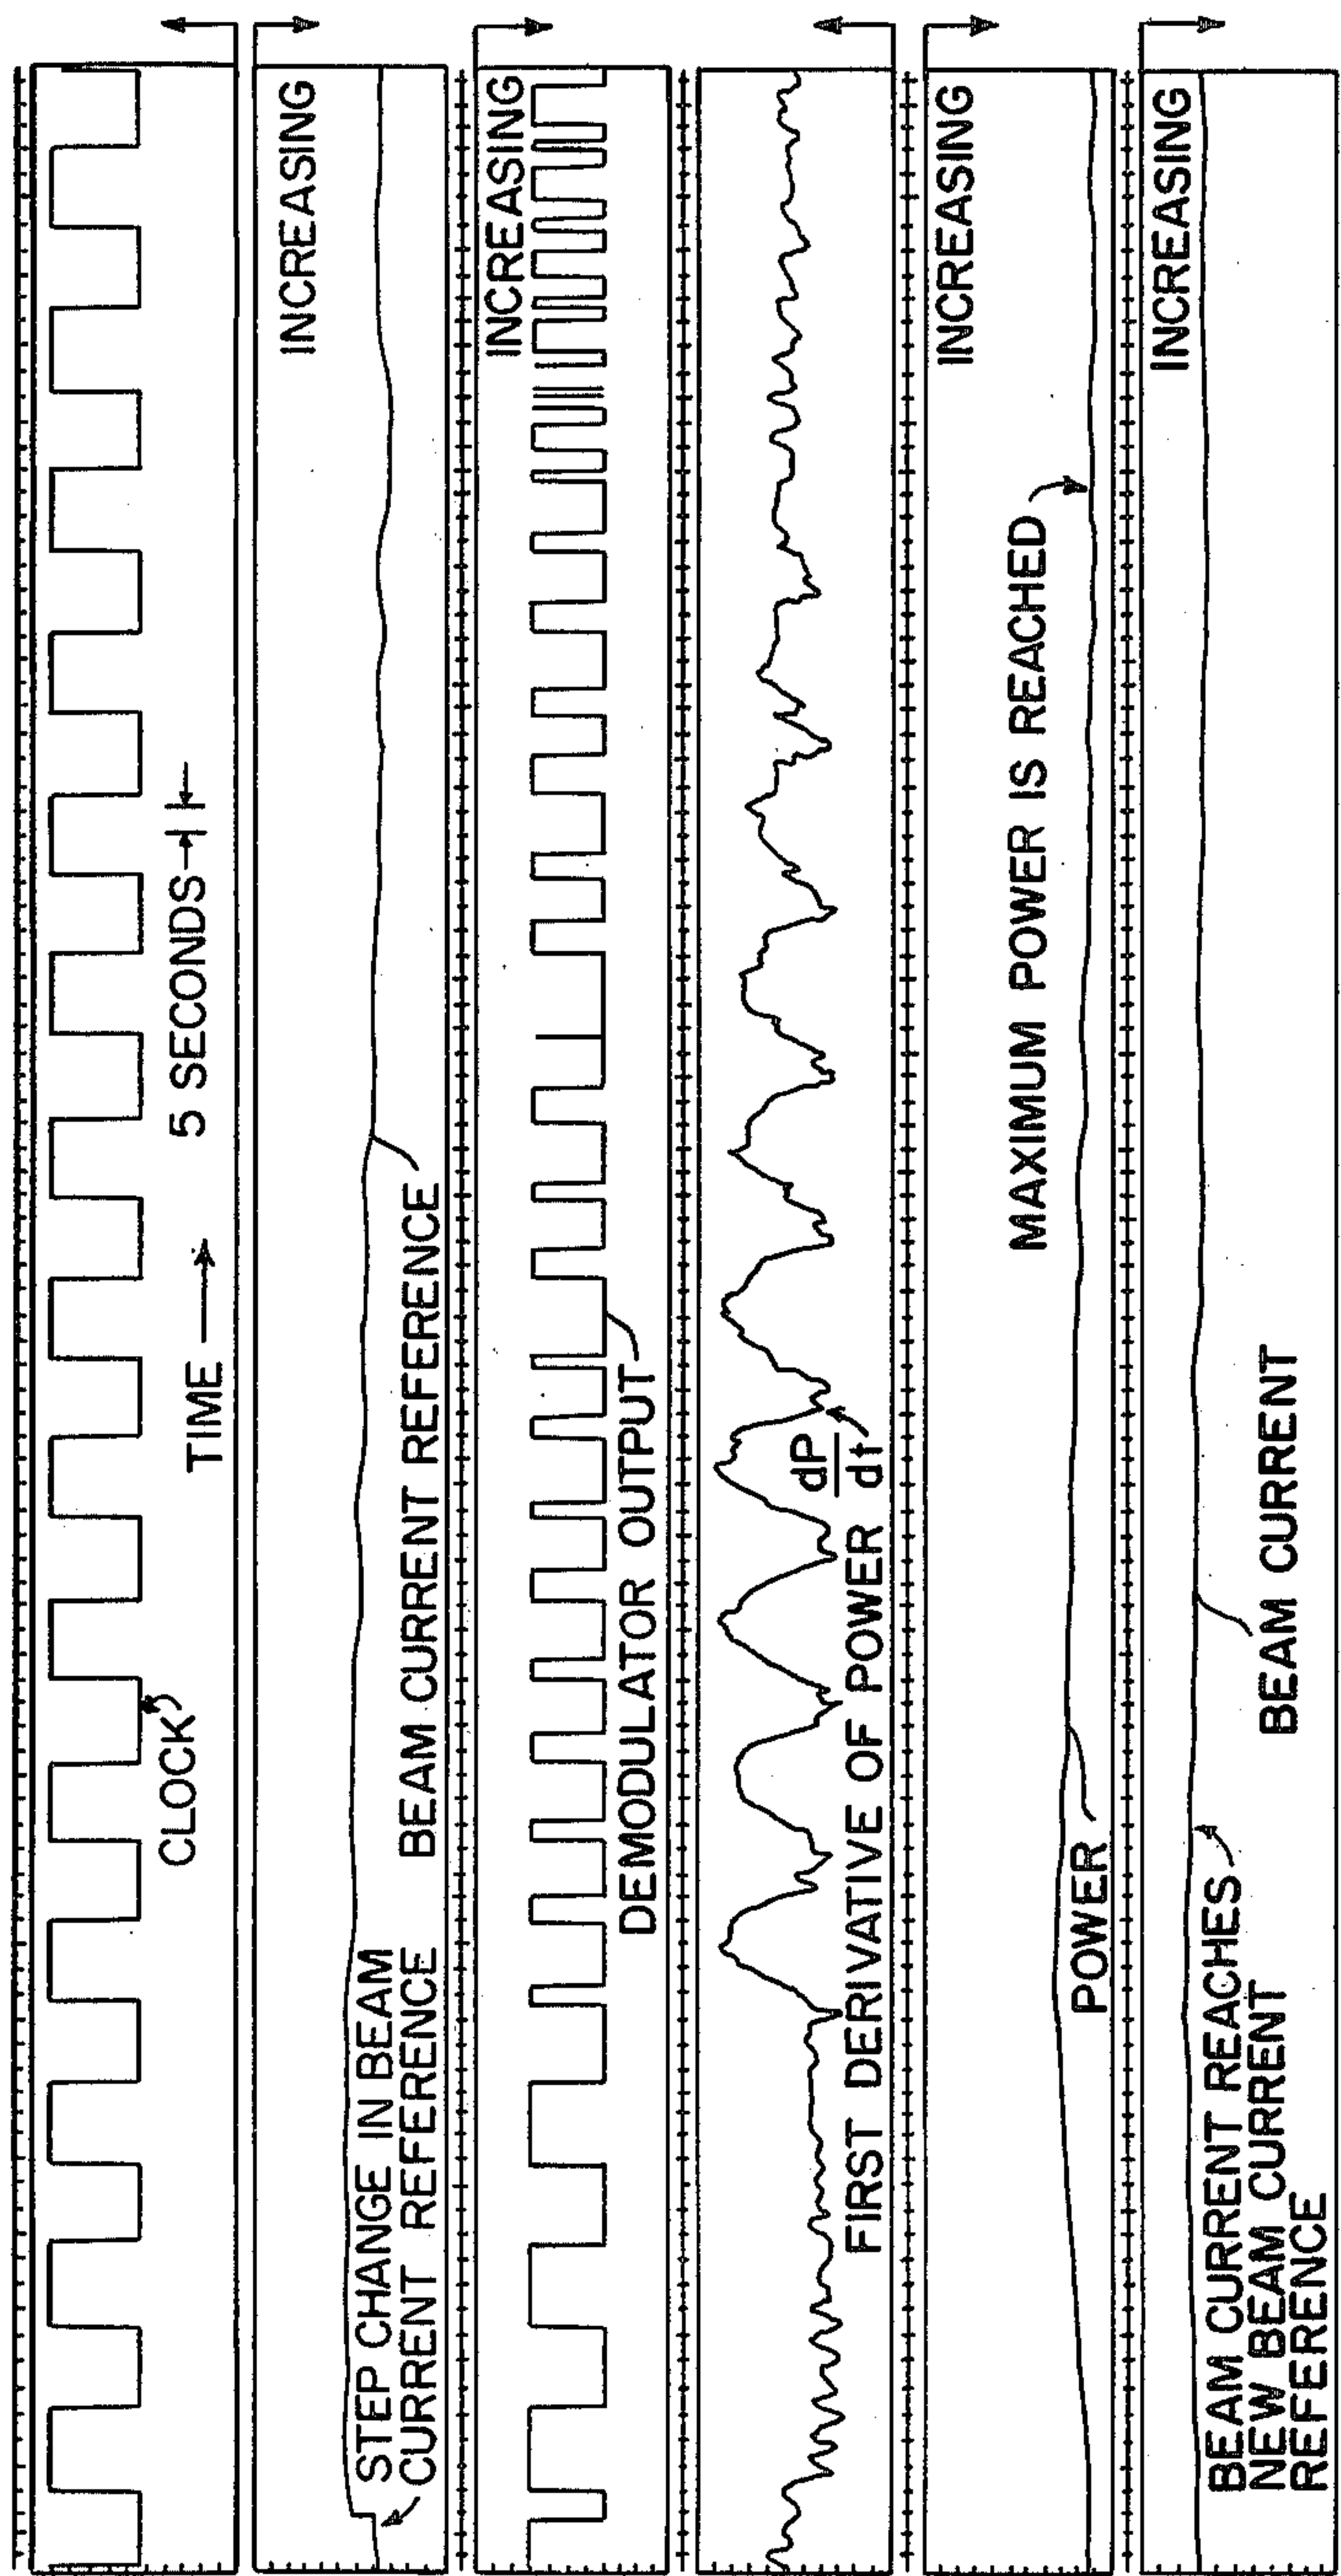 CLOCK
TIME
5 SECONDS
INCREASING
STEP CHANGE IN BEAM
CURRENT REFERENCE
BEAM CURRENT REFERENCE
INCREASING
DEMODULATOR OUTPUT
dP
dt
FIRST DERIVATIVE OF POWER
INCREASING
MAXIMUM POWER IS REACHED
POWER
INCREASING
BEAM CURRENT REACHES
NEW BEAM CURRENT
REFERENCE
BEAM CURRENT